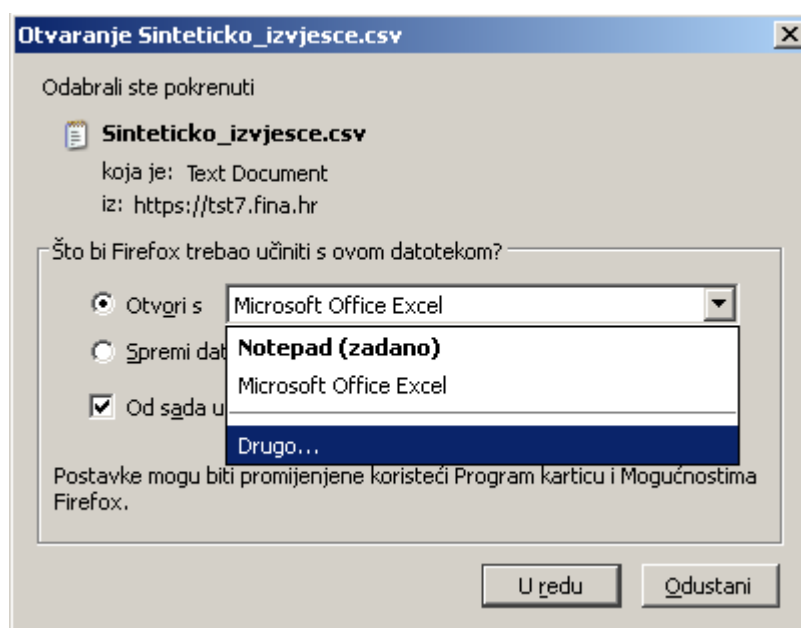 Otvaranje Sinteticko_izvjesce.csv
Odabrali ste pokrenuti
Sinteticko_izvjesce.csv
koja je: Text Document
iz: https://tst7.fina.hr
Što bi Firefox trebao učiniti s ovom datotekom?
Otvori s Microsoft Office Excel
Notepad (zadano)
Spremi dat
Microsoft Office Excel
Od sada u
Drugo...
Postavke mogu biti promijenjene koristeći Program karticu i Mogućnostima
Firefox.
U redu Odustani